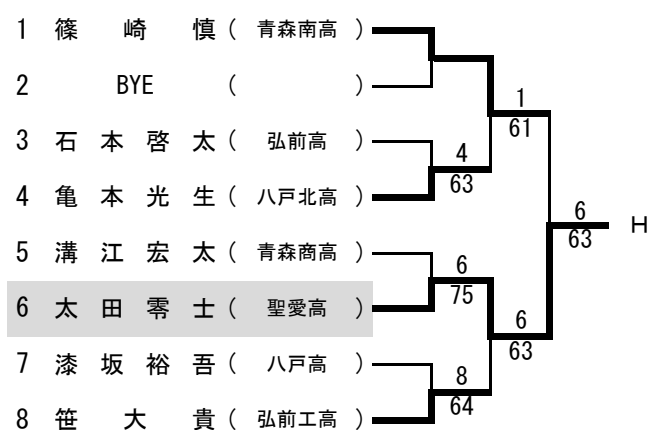 1 篠 崎 慎 ( 青森南高 )
2 BYE ( )
1
61
3 石 本 啓 太 ( 弘前高 )
4
63
4 亀 本 光 生 ( 八戸北高 )
6
63
H
5 溝 江 宏 太 ( 青森商高 )
6
75
6 太 田 零 士 ( 聖愛高 )
6
63
7 漆 坂 裕 吾 ( 八戸高 )
8
64
8 笹 大 貴 ( 弘前工高 )